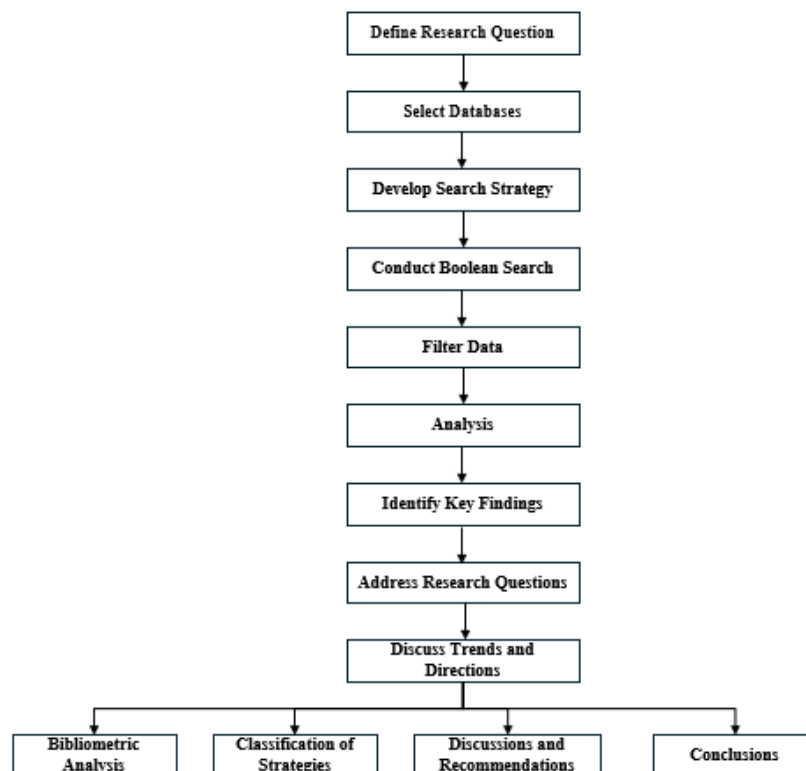 Define Research Question
Select Databases
Develop Search Strategy
Conduct Boolean Search
Filter Data
Analysis
Identify Key Findings
Address Research Questions
Discuss Trends and
Directions
Bibliometric
Analysis
Classification of
Strategies
Discussions and
Recommendations
Conclusions